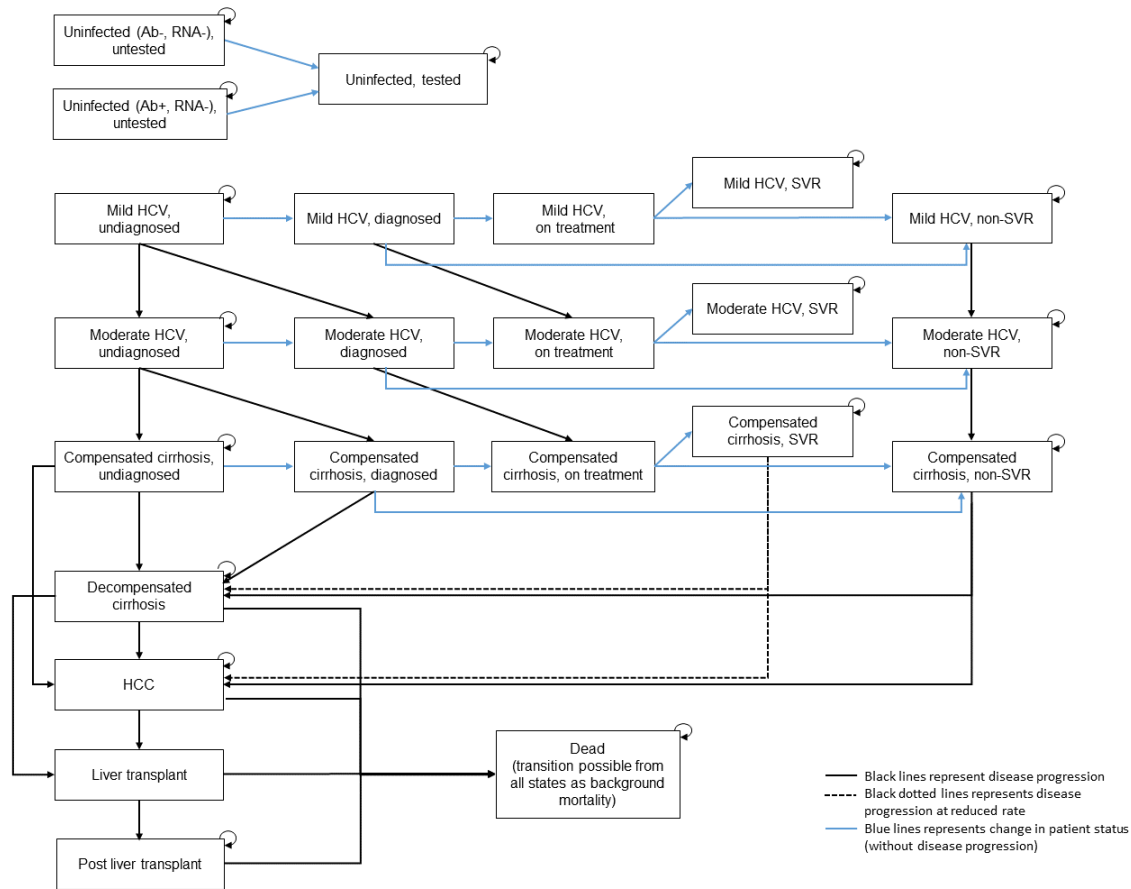 Uninfected (Ab-, RNA-),
untested
Uninfected, tested
Uninfected (Ab+, RNA-),
untested
Mild HCV, SVR
Mild HCV,
undiagnosed
Mild HCV, diagnosed
Mild HCV,
on treatment
Mild HCV, non-SVR
Moderate HCV, SVR
Moderate HCV,
undiagnosed
Moderate HCV,
diagnosed
Moderate HCV,
on treatment
Moderate HCV,
non-SVR
Compensated
cirrhosis, SVR
Compensated cirrhosis,
undiagnosed
Compensated
cirrhosis, diagnosed
Compensated
cirrhosis, on treatment
Compensated
cirrhosis, non-SVR
Decompensated
cirrhosis
HCC
Liver transplant
Dead
(transition possible from
all states as background
mortality)
Post liver transplant
Black lines represent disease progression
Black dotted lines represents disease
progression at reduced rate
Blue lines represents change in patient status
(without disease progression)